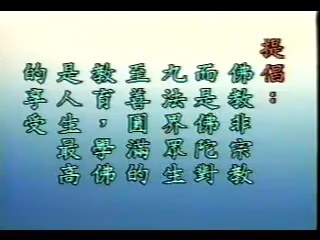 提倡：
佛教非宗教
而是佛陀對
九法界眾生
至善圓滿的
教育，學佛
是人生最高
的享受